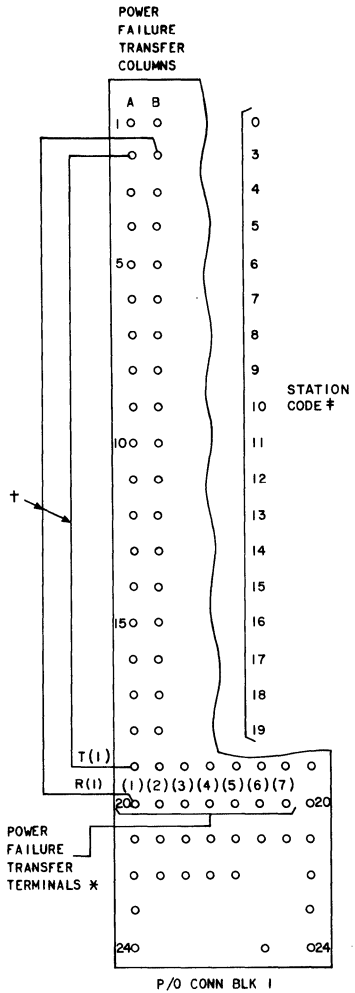 POWER
FAILURE
TRANSFER
COLUMNS
A B
1 0
3
4
5
5 6
7
8
9
STATION
10
CODE ‡
10 11
12
†
13
14
15
15 16
17
18
19
T(1)
R(1) (1)(2)(3)(4)(5)(6)(7)
20 20
POWER
FAILURE
TRANSFER
TERMINALS *
24 24
P/O CONN BLK 1